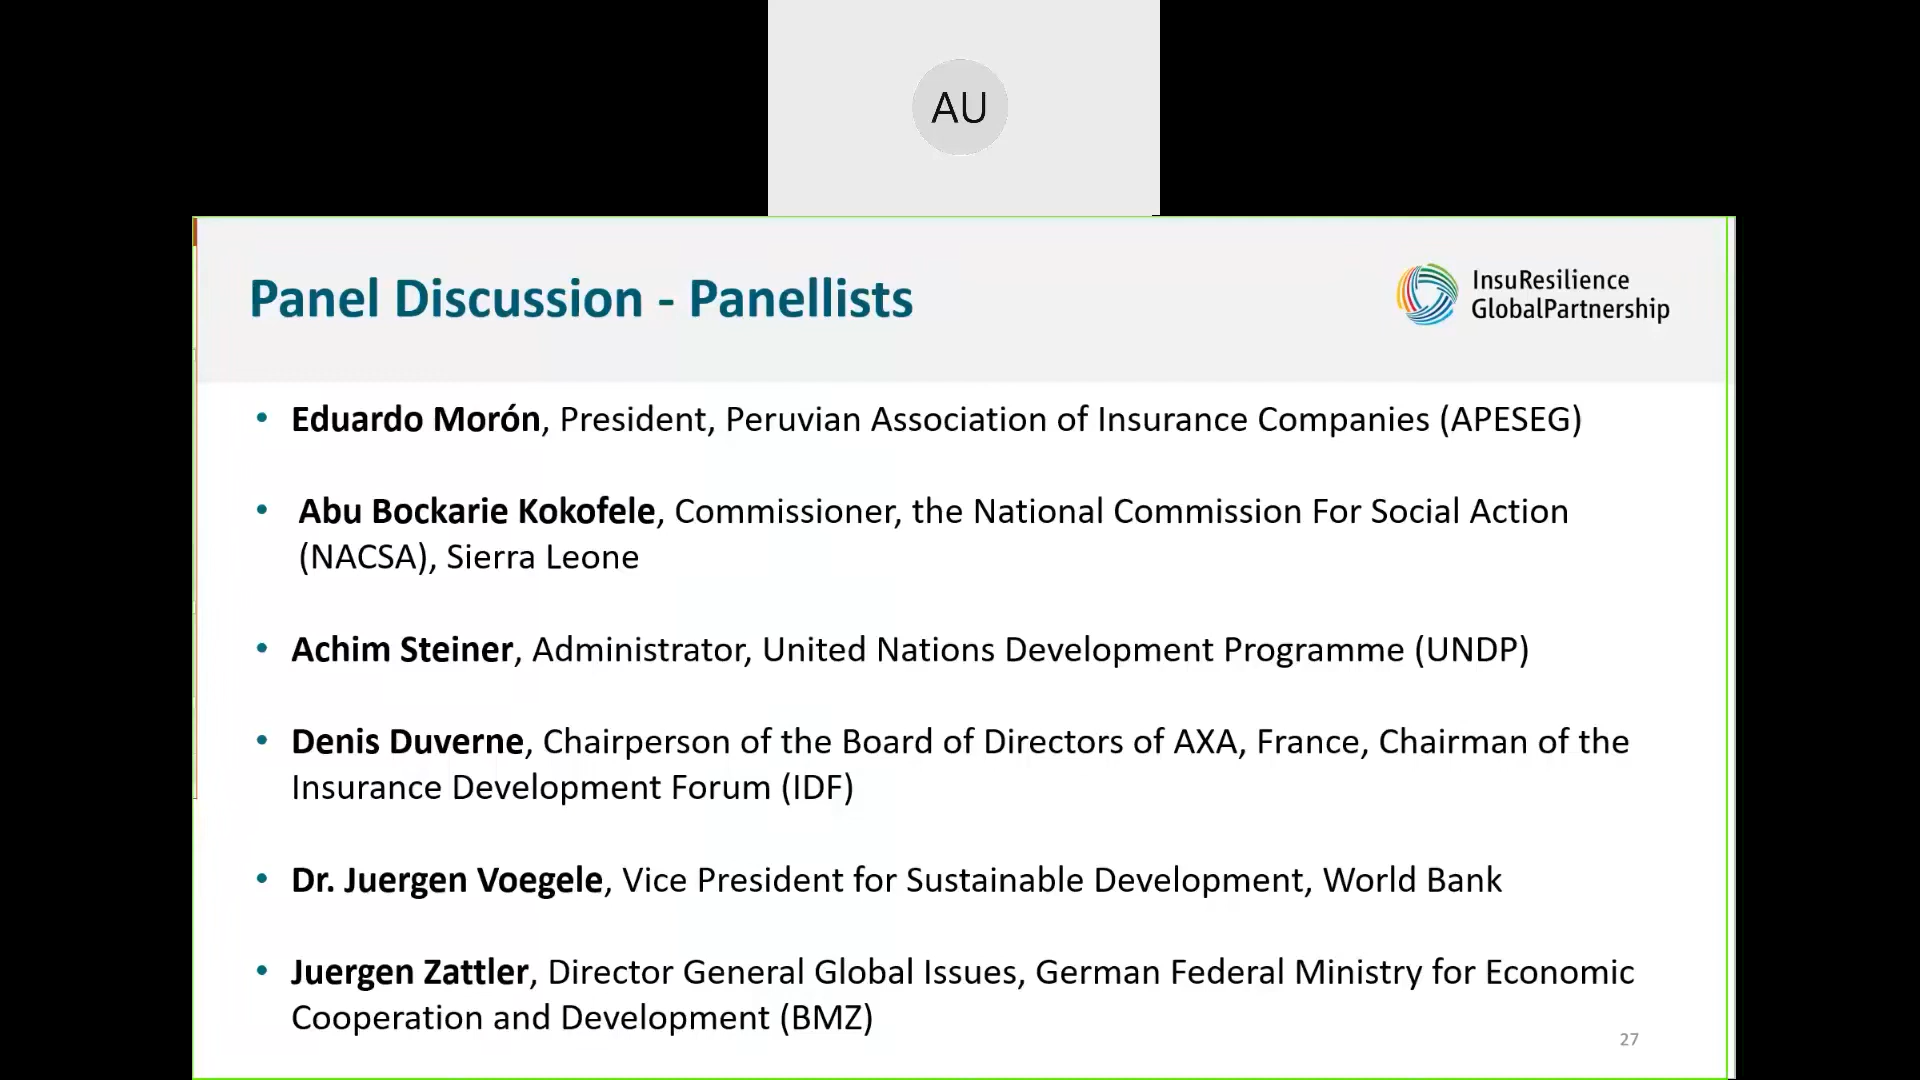 AU
Panel Discussion - Panellists
InsuResilience
GlobalPartnership
• Eduardo Morón, President, Peruvian Association of Insurance Companies (APESEG)
• Abu Bockarie Kokofele, Commissioner, the National Commission For Social Action
(NACSA), Sierra Leone
• Achim Steiner, Administrator, United Nations Development Programme (UNDP)
• Denis Duverne, Chairperson of the Board of Directors of AXA, France, Chairman of the
Insurance Development Forum (IDF)
• Dr. Juergen Voegele, Vice President for Sustainable Development, World Bank
• Juergen Zattler, Director General Global Issues, German Federal Ministry for Economic
Cooperation and Development (BMZ)
27